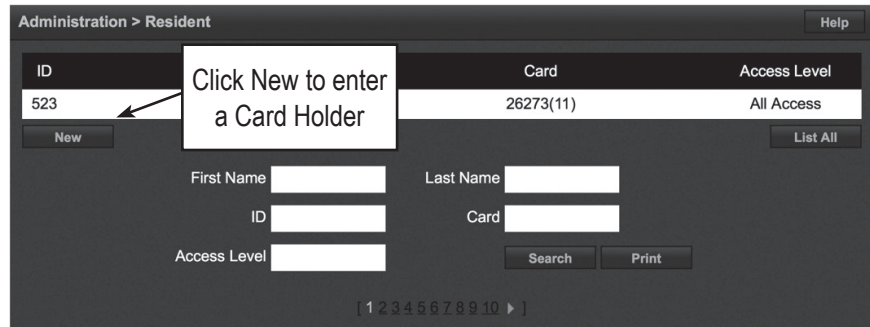 Administration > Resident Help
ID Card Access Level
Click New to enter
a Card Holder
523 26273(11) All Access
New List All
First Name Last Name
ID Card
Access Level Search Print
[ 1 2 3 4 5 6 7 8 9 10 ▶ ]